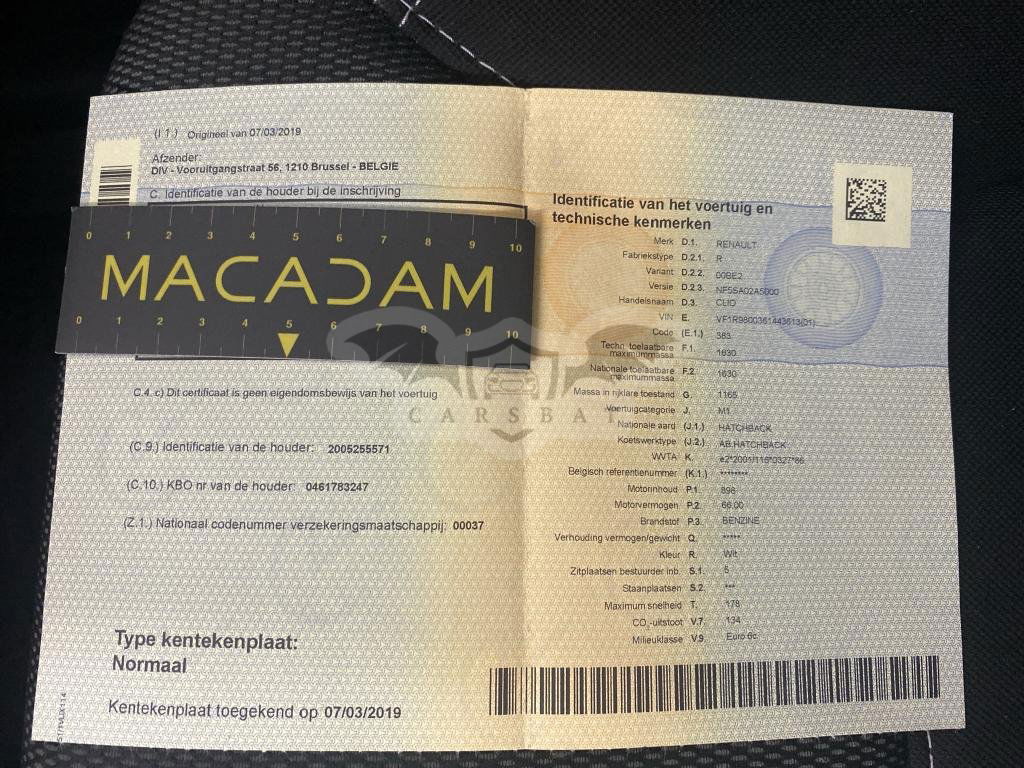 (I 1.) Origineel van 07/03/2019
Afzender:
DIV - Vooruitgangstraat 56, 1210 Brussel - BELGIE
C. Identificatie van de houder bij de inschrijving
0 1 2 3 4 5 6 7 8 9 10
MACADAM
0 1 2 3 4 5 6 7 8 9 10
C.4. c) Dit certificaat is geen eigendomsbewijs van het voertuig
(C.9.) Identificatie van de houder: 2005255571
(C.10.) KBO nr van de houder: 0461783247
(Z.1.) Nationaal codenummer verzekeringsmaatschappij: 00037
Type kentekenplaat:
Normaal
Kentekenplaat toegekend op 07/03/2019
Identificatie van het voertuig en
technische kenmerken
Merk D.1. RENAULT
Fabriekstype D.2.1. R
Variant D.2.2. 00BE2
Versie D.2.3. NF5SA02A5000
Handelsnaam D.3. CLIO
VIN E. VF1R9800361443613(01)
Code (E.1.) 383
Techn. toelaatbare maximummassa F.1. 1630
Nationale toelaatbare maximummassa F.2. 1630
Massa in rijklare toestand G. 1165
Voertuigcategorie J. M1
Nationale aard (J.1.) HATCHBACK
Koetswerktype (J.2.) AB HATCHBACK
WVTA K. e2*2001/116*0327*86
Belgisch referentienummer (K.1.) ********
Motorinhoud P.1. 898
Motorvermogen P.2. 66,00
Brandstof P.3. BENZINE
Verhouding vermogen/gewicht Q. *****
Kleur R. Wit
Zitplaatsen bestuurder inb. S.1. 5
Staanplaatsen S.2. ***
Maximum snelheid T. 178
CO₂-uitstoot V.7. 134
Milieuklasse V.9. Euro 6c